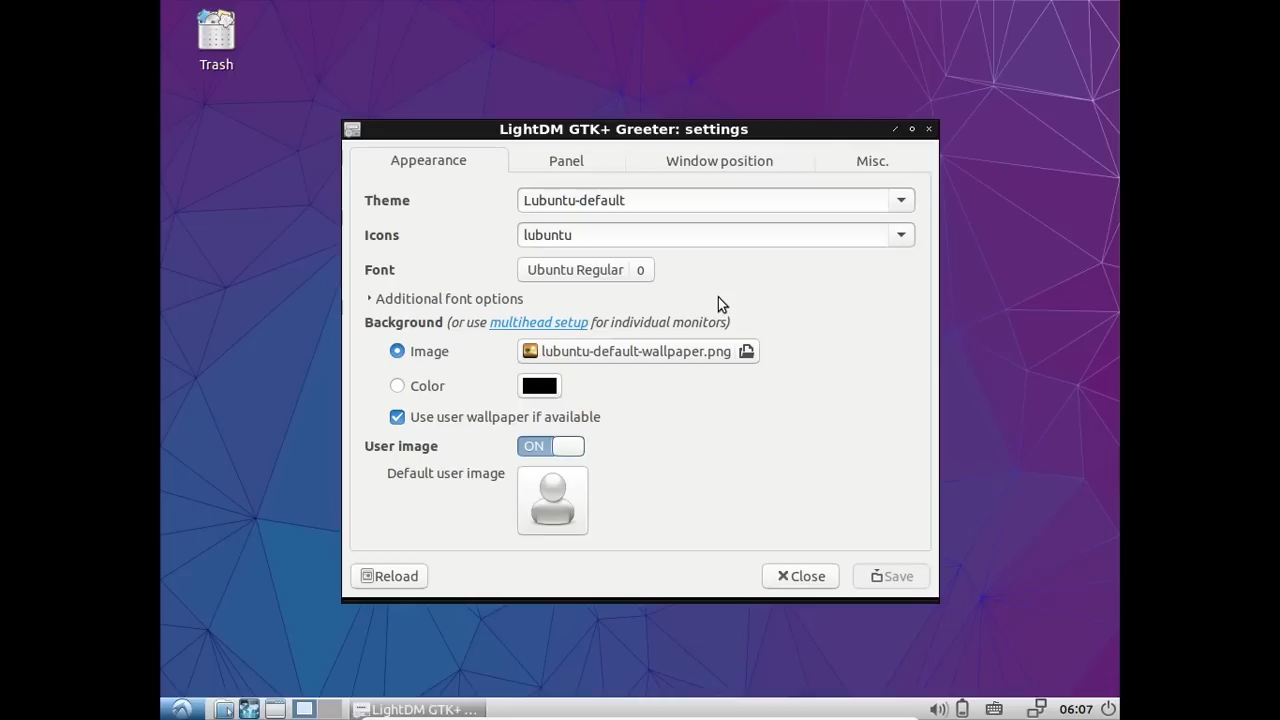 Trash
LightDM GTK+ Greeter: settings
Appearance Panel Window position Misc.
Theme Lubuntu-default
Icons lubuntu
Font Ubuntu Regular 0
Additional font options
Background (or use multihead setup for individual monitors)
Image lubuntu-default-wallpaper.png
Color
Use user wallpaper if available
User image ON
Default user image
Reload Close Save
LightDM GTK+ ... 06:07